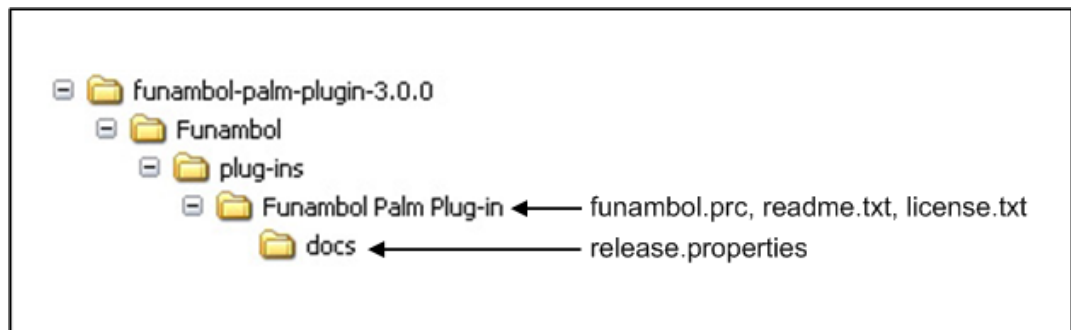 funambol-palm-plugin-3.0.0
Funambol
plug-ins
Funambol Palm Plug-in funambol.prc, readme.txt, license.txt
docs release.properties